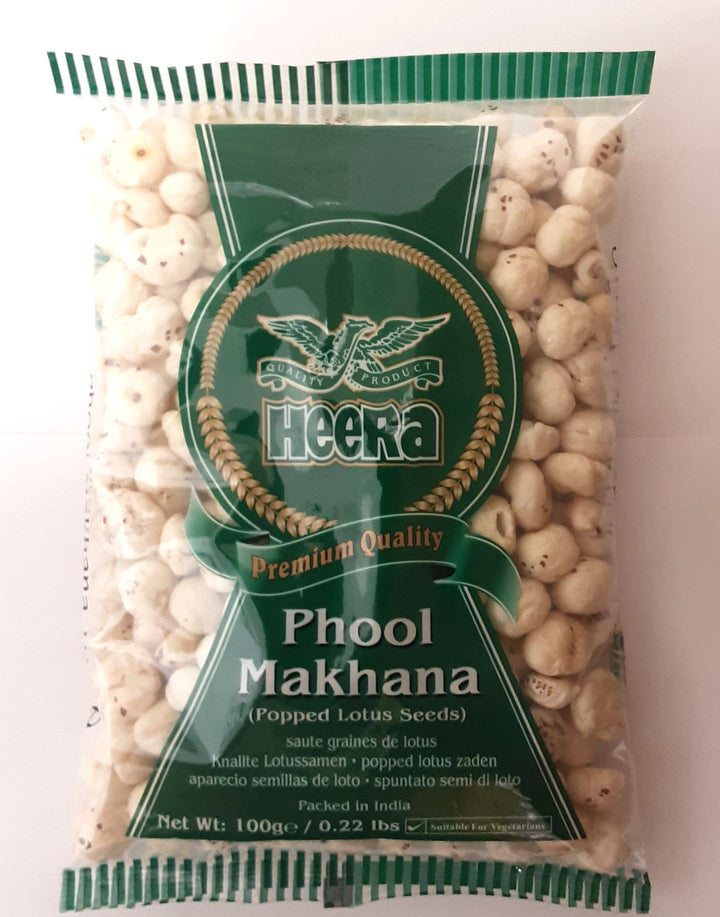 QUALITY PRODUCT
HeeRa
Premium Quality
Phool
Makhana
(Popped Lotus Seeds)
saute graines de lotus
Knallte Lotussamen • popped lotus zaden
aparecio semillas de loto • spuntato semi di loto
Packed in India
Net Wt: 100g℮ / 0.22 lbs Suitable For Vegetarians